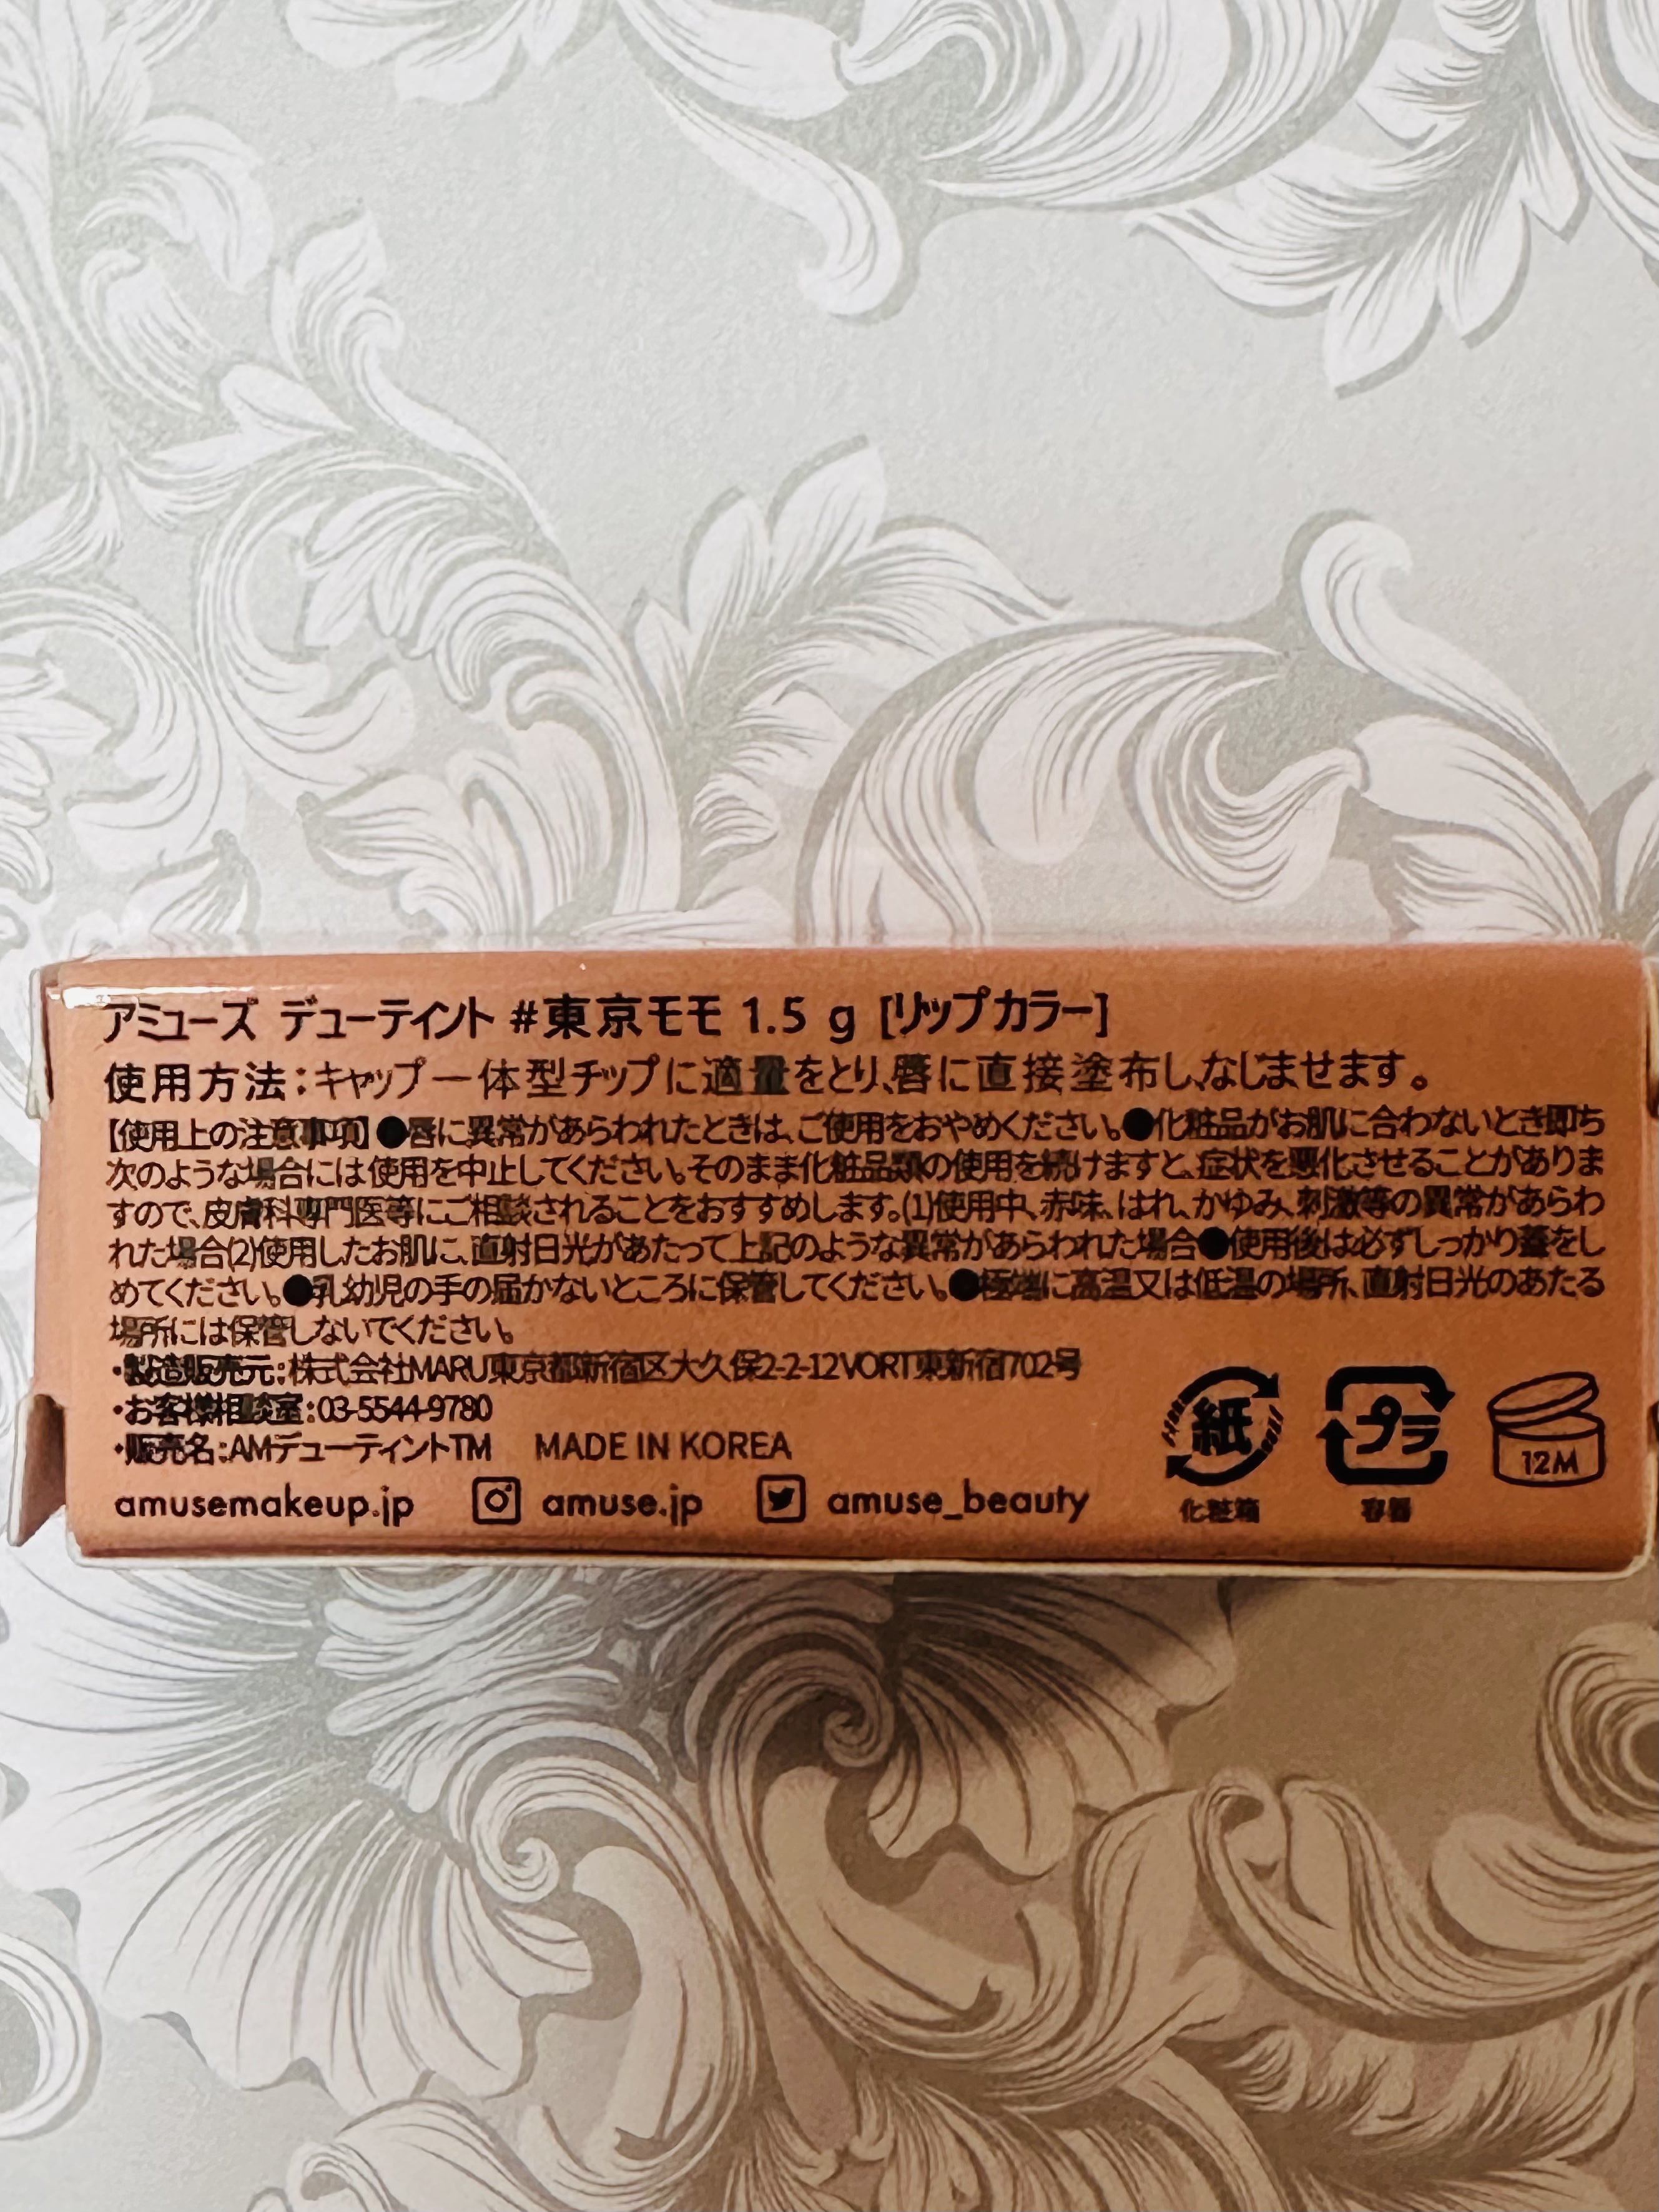 アミューズ デューティント #東京モモ 1.5 g [リップカラー]
使用方法：キャップ一体型チップに適量をとり、唇に直接塗布し、なじませます。
【使用上の注意事項】●唇に異常があらわれたときは、ご使用をおやめください。●化粧品がお肌に合わないとき即ち
次のような場合には使用を中止してください。そのまま化粧品類の使用を続けますと、症状を悪化させることがありま
すので、皮膚科専門医等にご相談されることをおすすめします。(1)使用中、赤味、はれ、かゆみ、刺激等の異常があらわ
れた場合(2)使用したお肌に、直射日光があたって上記のような異常があらわれた場合●使用後は必ずしっかり蓋をし
めてください。●乳幼児の手の届かないところに保管してください。●極端に高温又は低温の場所、直射日光のあたる
場所には保管しないでください。
・製造販売元：株式会社MARU東京都新宿区大久保2-2-12VORT東新宿702号
・お客様相談室：03-5544-9780
・販売名：AMデューティントTM MADE IN KOREA
amusemakeup.jp amuse.jp amuse_beauty
紙 プラ 12M
化粧箱 容器